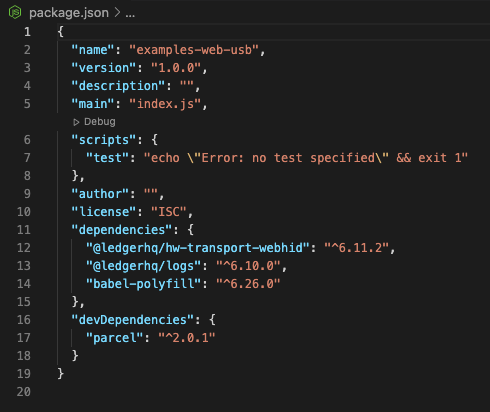 package.json > ...
1 {
2 "name": "examples-web-usb",
3 "version": "1.0.0",
4 "description": "",
5 "main": "index.js",
Debug
6 "scripts": {
7 "test": "echo \"Error: no test specified\" && exit 1"
8 },
9 "author": "",
10 "license": "ISC",
11 "dependencies": {
12 "@ledgerhq/hw-transport-webhid": "^6.11.2",
13 "@ledgerhq/logs": "^6.10.0",
14 "babel-polyfill": "^6.26.0"
15 },
16 "devDependencies": {
17 "parcel": "^2.0.1"
18 }
19 }
20